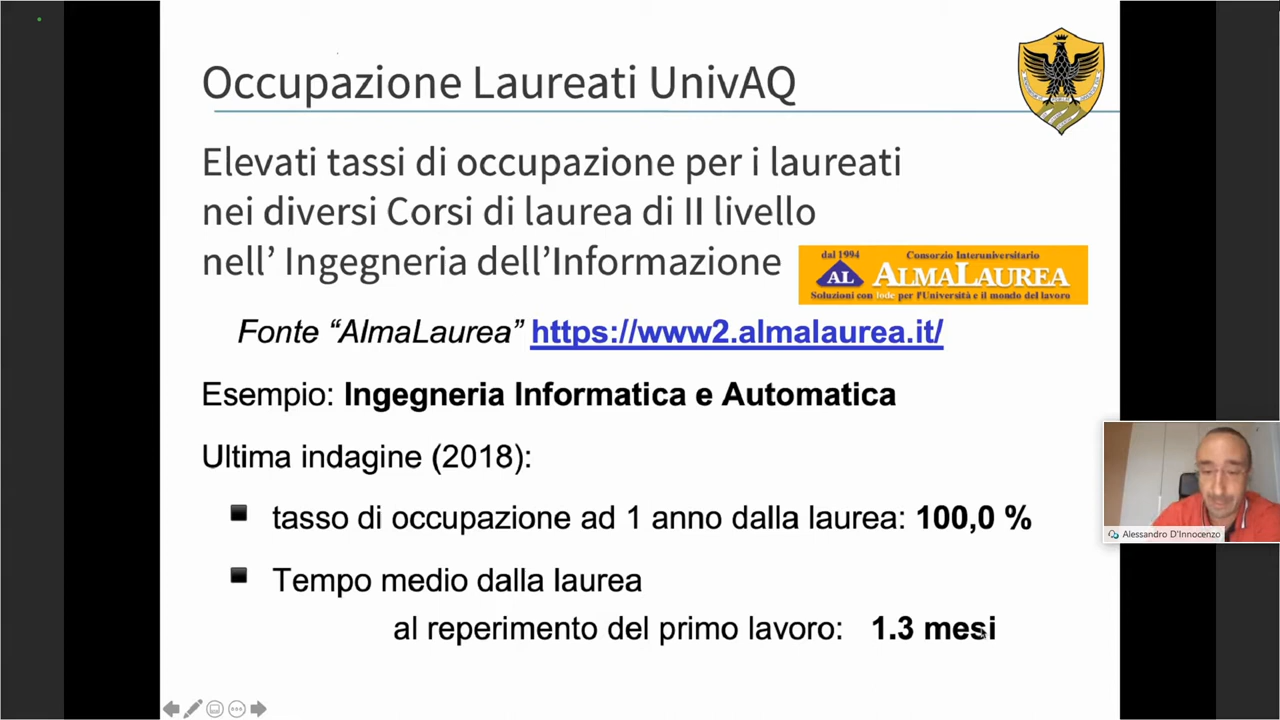 Occupazione Laureati UnivAQ
Elevati tassi di occupazione per i laureati
nei diversi Corsi di laurea di II livello
nell’ Ingegneria dell’Informazione
dal 1994
Consorzio Interuniversitario
AL
ALMALAUREA
Soluzioni con lode per l'Università e il mondo del lavoro
Fonte “AlmaLaurea” https://www2.almalaurea.it/
Esempio: Ingegneria Informatica e Automatica
Ultima indagine (2018):
tasso di occupazione ad 1 anno dalla laurea: 100,0 %
Tempo medio dalla laurea
al reperimento del primo lavoro: 1.3 mesi
Alessandro D'Innocenzo